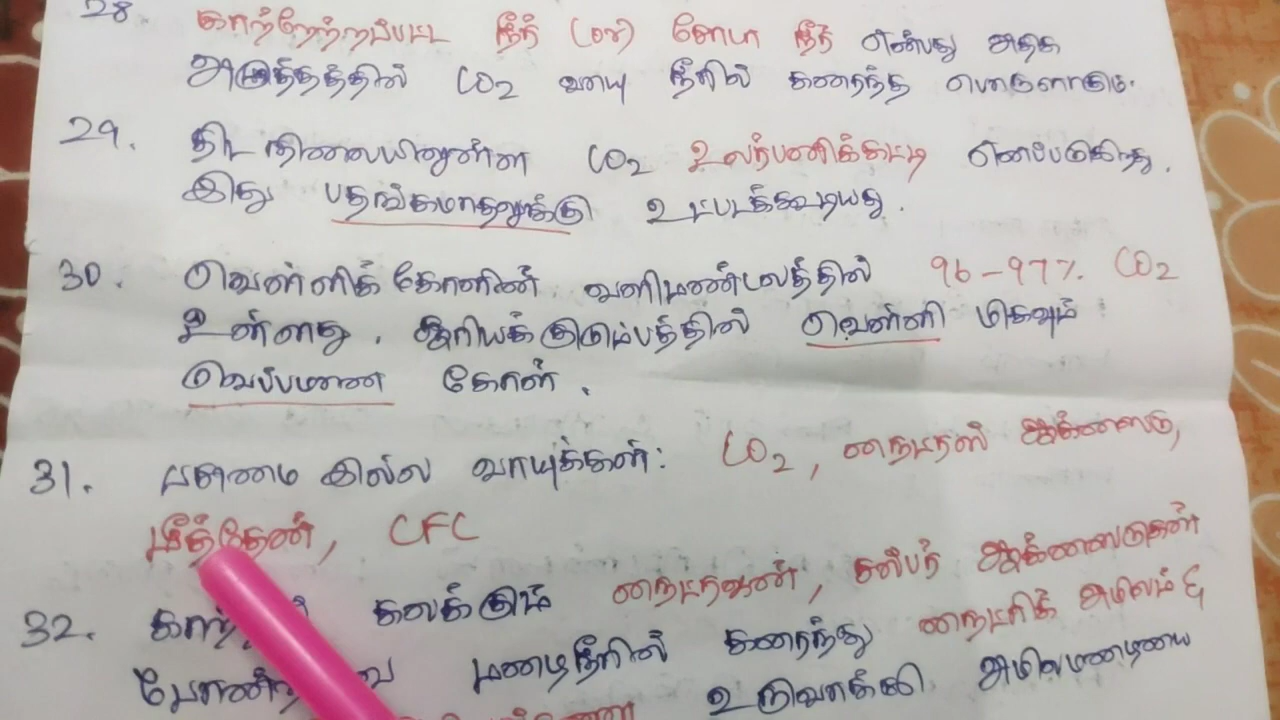 28 காற்றேற்றப்பட்ட நீர் (or) சோடா நீர் என்பது அதிக
அழுத்தத்தில் CO2 வாயு நீரில் கரைந்த பொருளாகும்.
29. திட நிலையிலுள்ள CO2 உலர்பனிக்கட்டி எனப்படுகிறது.
இது பதங்கமாதலுக்கு உட்படக்கூடியது.
30. வெள்ளிக் கோளின் வளிமண்டலத்தில் 96-97% CO2
உள்ளது. சூரியக்குடும்பத்தில் வெள்ளி மிகவும்
வெப்பமான கோள்.
31. பசுமை இல்ல வாயுக்கள்: CO2, நைட்ரஸ் ஆக்ஸைடு,
மீத்தேன், CFC
32. கலக்கும் நைட்ரஜன், சல்பர் ஆக்ஸைடுகள்
மழைநீரில் கரைந்து நைட்ரிக் அமிலம் &
உருவாக்கி அமிலமழையை